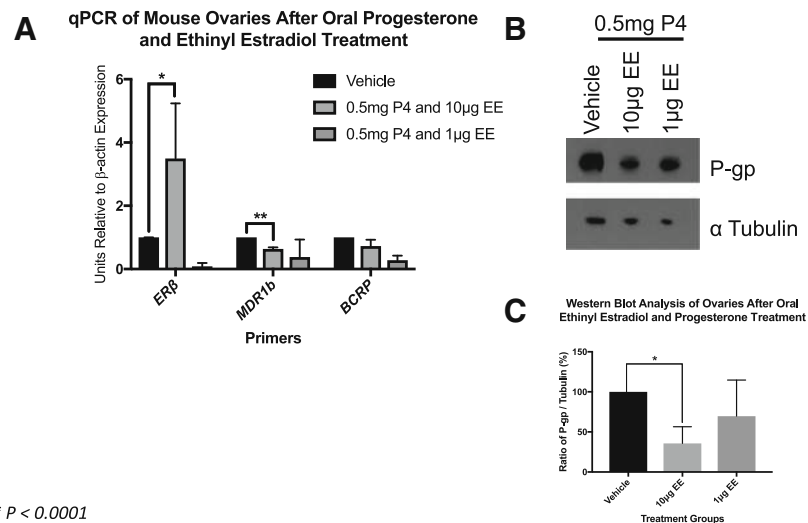 A
qPCR of Mouse Ovaries After Oral Progesterone
and Ethinyl Estradiol Treatment
Units Relative to β-actin Expression
6
4
2
0
*
**
Vehicle
0.5mg P4 and 10µg EE
0.5mg P4 and 1µg EE
ERβ
MDR1b
BCRP
Primers
B
0.5mg P4
Vehicle
10µg EE
1µg EE
P-gp
α Tubulin
C
Western Blot Analysis of Ovaries After Oral
Ethinyl Estradiol and Progesterone Treatment
Ratio of P-gp / Tubulin (%)
150
100
50
0
*
Vehicle
10µg EE
1µg EE
Treatment Groups
P < 0.0001